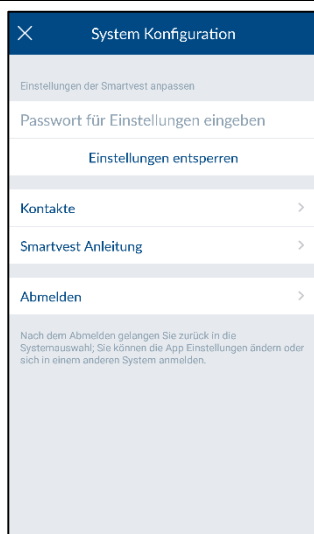 System Konfiguration
Einstellungen der Smartvest anpassen
Passwort für Einstellungen eingeben
Einstellungen entsperren
Kontakte
Smartvest Anleitung
Abmelden
Nach dem Abmelden gelangen Sie zurück in die
Systemauswahl; Sie können die App Einstellungen ändern oder
sich in einem anderen System anmelden.